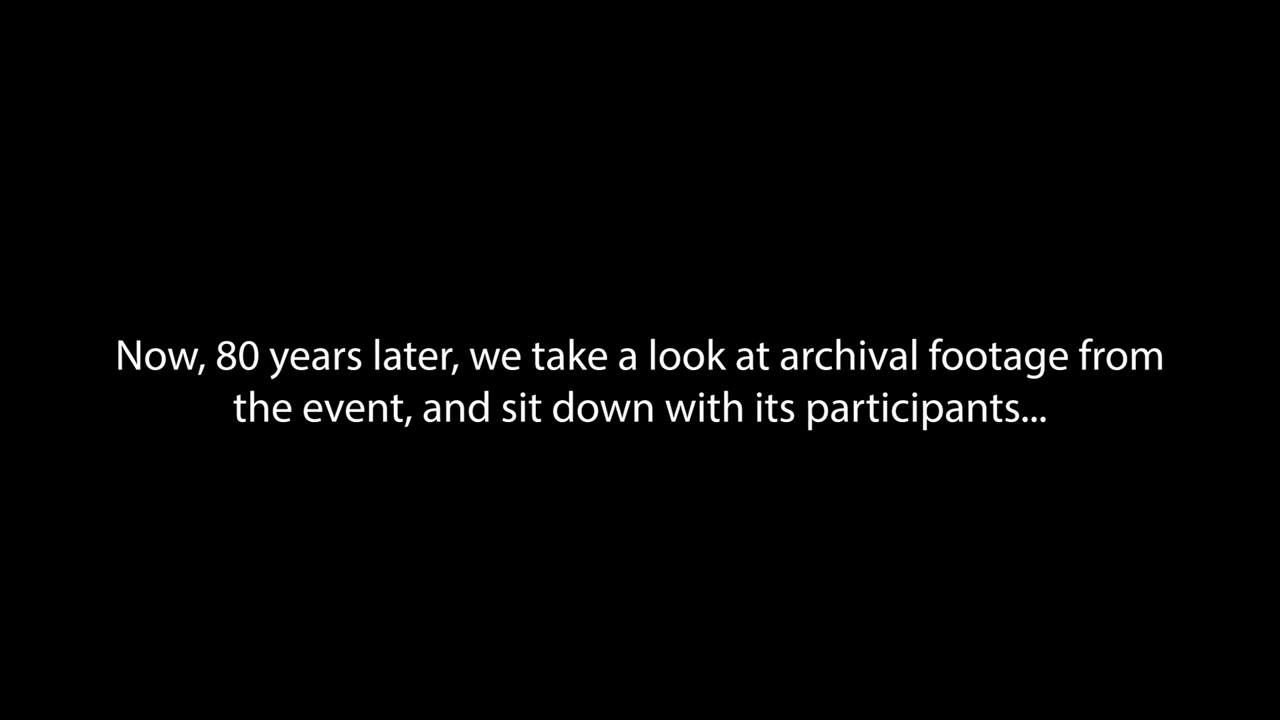 Now, 80 years later, we take a look at archival footage from
the event, and sit down with its participants...